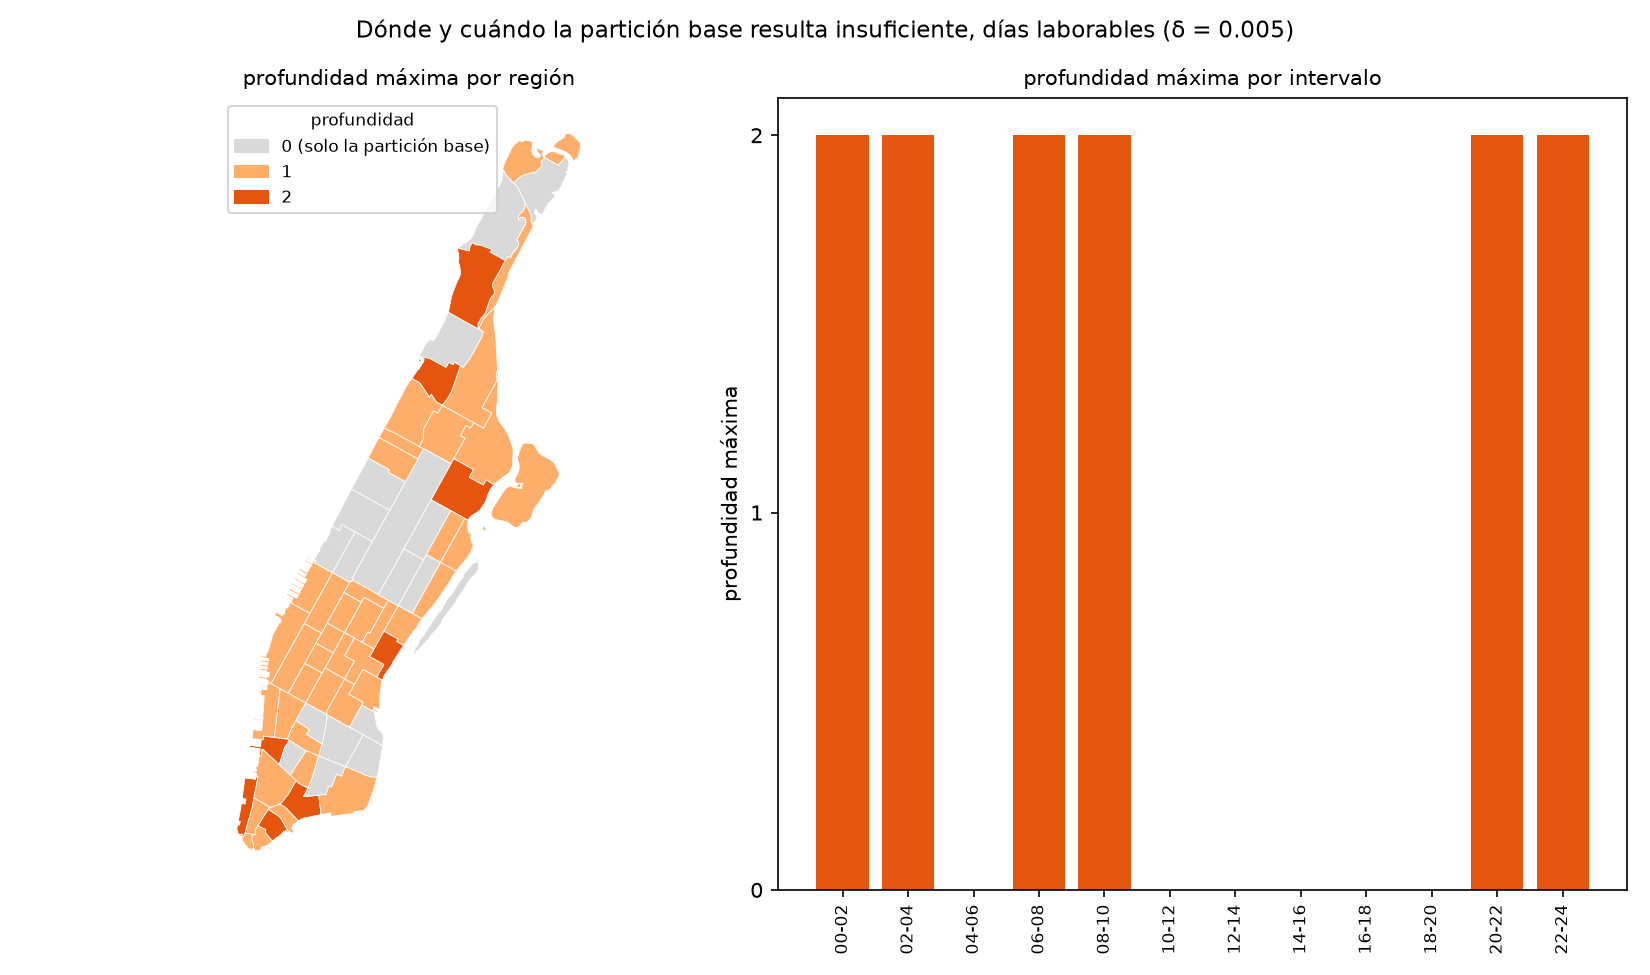 Dónde y cuándo la partición base resulta insuficiente, días laborables (δ = 0.005)
profundidad máxima por región
profundidad
0 (solo la partición base)
1
2
profundidad máxima por intervalo
profundidad máxima
2
1
0
00-02
02-04
04-06
06-08
08-10
10-12
12-14
14-16
16-18
18-20
20-22
22-24